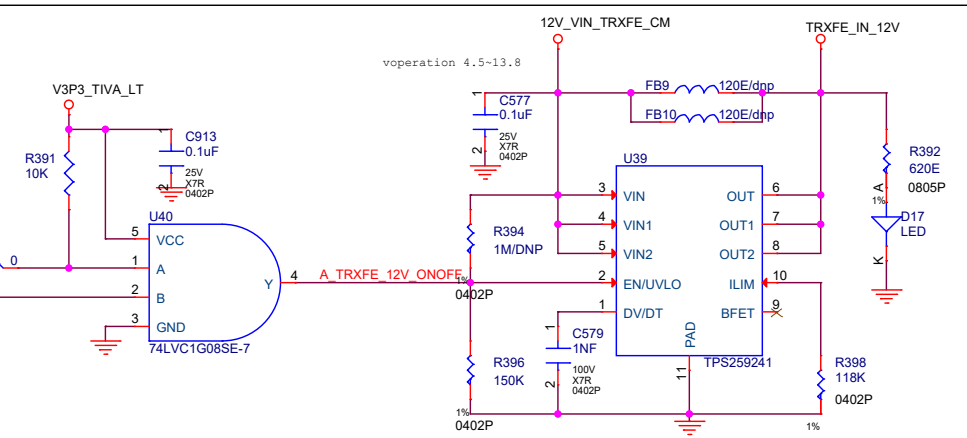 12V_VIN_TRXFE_CM
TRXFE_IN_12V
voperation 4.5~13.8
V3P3_TIVA_LT
FB9
120E/dnp
FB10
120E/dnp
1
C577
0.1uF
25V
X7R
0402P
2
1
C913
0.1uF
25V
X7R
0402P
2
R391
10K
R392
620E
0805P
1%
A
D17
LED
K
U39
3
VIN
OUT
6
4
VIN1
OUT1
7
5
VIN2
OUT2
8
2
EN/UVLO
ILIM
10
1
DV/DT
BFET
9
PAD
11
TPS259241
R394
1M/DNP
1%
0402P
U40
5
VCC
0
1
A
2
B
3
GND
Y
4
74LVC1G08SE-7
A_TRXFE_12V_ONOFF
1
C579
1NF
100V
X7R
0402P
2
R396
150K
1%
0402P
R398
118K
0402P
1%